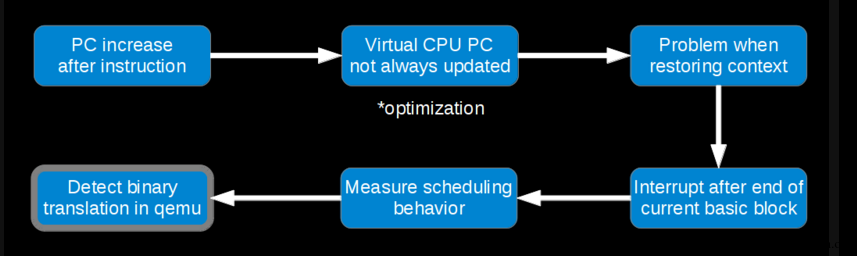 PC increase
after instruction
Virtual CPU PC
not always updated
*optimization
Problem when
restoring context
Interrupt after end of
current basic block
Measure scheduling
behavior
Detect binary
translation in qemu